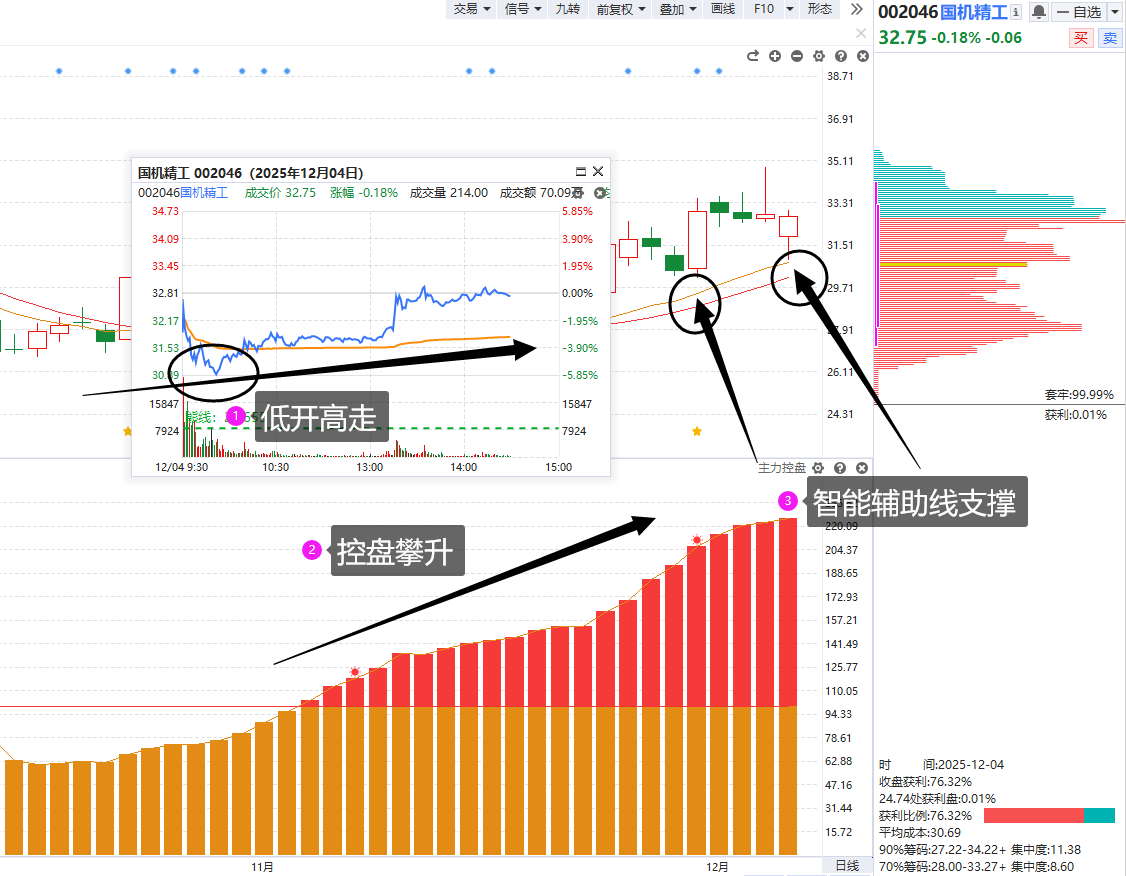 交易 信号 九转 前复权 叠加 画线 F10 形态
002046国机精工 自选
32.75 -0.18% -0.06 买 卖
38.71
36.91
35.11
33.31
31.51
29.71
27.91
26.11
24.31
国机精工 002046（2025年12月04日）
002046国机精工 成交价 32.75 涨幅 -0.18% 成交量 214.00 成交额 70.09
34.73 5.85%
34.09 3.90%
33.45 1.95%
32.81 0.00%
32.17 -1.95%
31.53 -3.90%
-5.85%
15847 15847
7924 7924
12/04 9:30 10:30 13:00 14:00 15:00
1 低开高走
套牢:99.99%
获利:0.01%
主力控盘
3 智能辅助线支撑
2 控盘攀升
220.09
204.37
188.65
172.93
157.21
141.49
125.77
110.05
94.33
78.61
62.88
47.16
31.44
15.72
11月 12月 日线
时 间:2025-12-04
收盘获利:76.32%
24.74处获利盘:0.01%
获利比例:76.32%
平均成本:30.69
90%筹码:27.22-34.22+ 集中度:11.38
70%筹码:28.00-33.27+ 集中度:8.60